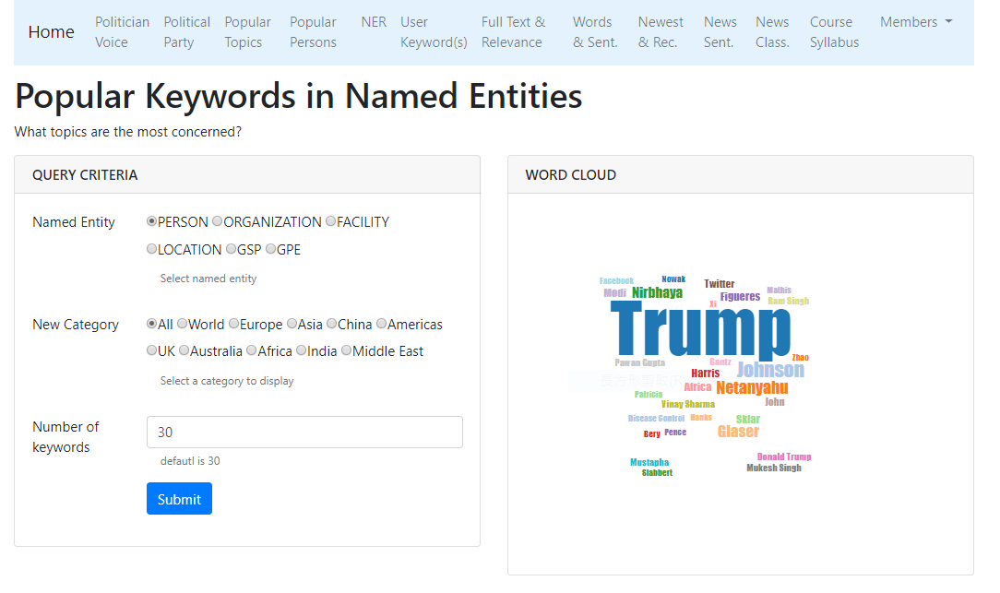 Home Politician Voice Political Party Popular Topics Popular Persons NER User Keyword(s) Full Text & Relevance Words & Sent. Newest & Rec. News Sent. News Class. Course Syllabus Members
Popular Keywords in Named Entities
What topics are the most concerned?
QUERY CRITERIA
Named Entity
PERSON ORGANIZATION FACILITY
LOCATION GSP GPE
Select named entity
New Category
All World Europe Asia China Americas
UK Australia Africa India Middle East
Select a category to display
Number of
keywords
30
defautl is 30
Submit
WORD CLOUD
Facebook Nowak Twitter
Modi Nirbhaya Figueres Mathis
Xi Ram Singh
Trump
Pawan Gupta Gantz Zhao
Harris Johnson
Patricia Africa Netanyahu
Vinay Sharma John
Disease Control Banks Sklar
Bery Pence Glaser
Mustapha Donald Trump
Slabbert Mukesh Singh